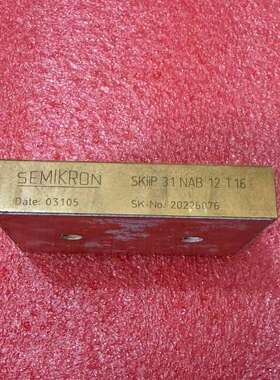 SEMIKRON SKiiP 31 NAB 12 T16
Date: 03105 SK-No. 20226076